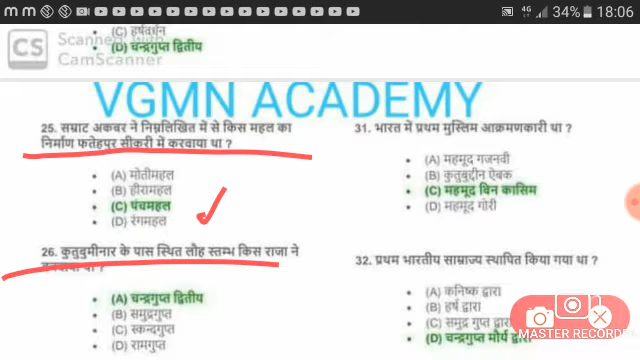 4G
34%
18:06
CS
Scanned with
CamScanner
(C) हर्षवर्धन
(D) चन्द्रगुप्त द्वितीय
VGMN ACADEMY
25. सम्राट अकबर ने निम्नलिखित में से किस महल का
निर्माण फतेहपुर सीकरी में करवाया था ?
(A) मोतीमहल
(B) हीरामहल
(C) पंचमहल
(D) रंगमहल
26. कुतुबुमीनार के पास स्थित लौह स्तम्भ किस राजा ने
था ?
(A) चन्द्रगुप्त द्वितीय
(B) समुद्रगुप्त
(C) स्कन्दगुप्त
(D) रामगुप्त
31. भारत में प्रथम मुस्लिम आक्रमणकारी था ?
(A) महमूद गजनवी
(B) कुतुबुद्दीन ऐबक
(C) महमूद बिन कासिम
(D) महमूद गोरी
32. प्रथम भारतीय साम्राज्य स्थापित किया गया था ?
(A) कनिष्क द्वारा
(B) हर्ष द्वारा
(C) समुद्र गुप्त द्वारा
(D) चन्द्रगुप्त मौर्य द्वारा
MASTER RECORDER